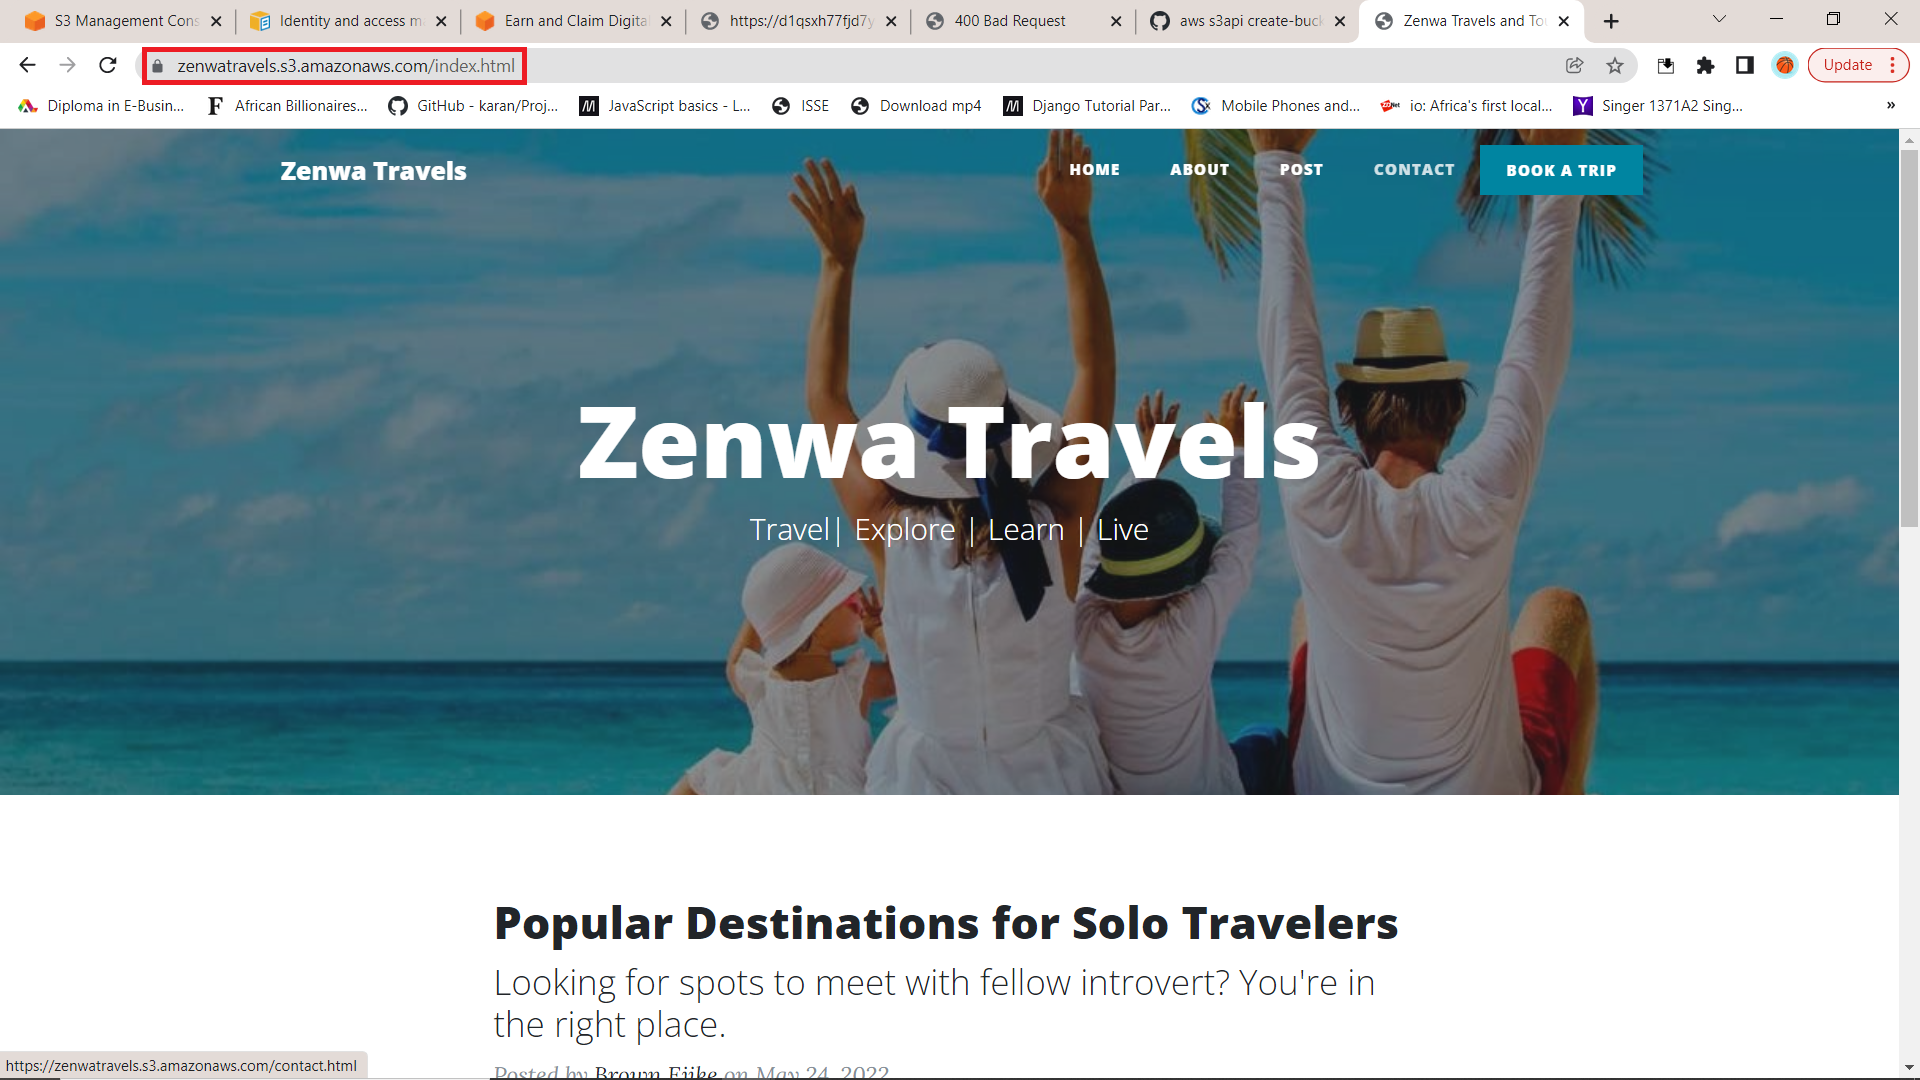 S3 Management Cons
Identity and access m
Earn and Claim Digita
https://d1qsxh77fjd7y
400 Bad Request
aws s3api create-buck
Zenwa Travels and To
zenwatravels.s3.amazonaws.com/index.html
Update
Diploma in E-Busin...
African Billionaires...
GitHub - karan/Proj...
JavaScript basics - L...
ISSE
Download mp4
Django Tutorial Par...
Mobile Phones and...
io: Africa's first local...
Singer 1371A2 Sing...
»
Zenwa Travels
HOME
ABOUT
POST
CONTACT
BOOK A TRIP
Zenwa Travels
Travel| Explore | Learn | Live
Popular Destinations for Solo Travelers
Looking for spots to meet with fellow introvert? You're in
the right place.
Posted by Brown Ejike on May 24, 2022
https://zenwatravels.s3.amazonaws.com/contact.html